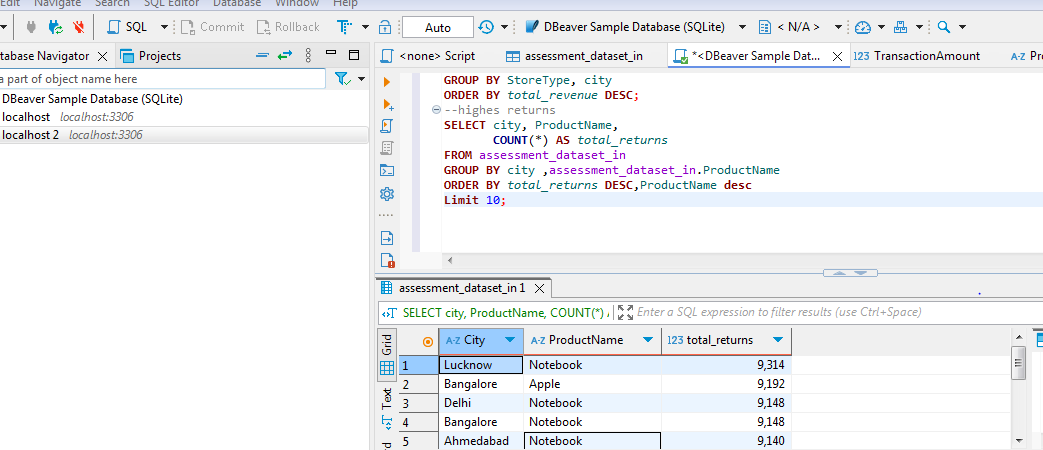 Edit Navigate Search SQL Editor Database Window Help
SQL Commit Rollback T Auto DBeaver Sample Database (SQLite) < N/A >
tabase Navigator Projects
a part of object name here
DBeaver Sample Database (SQLite)
localhost localhost:3306
localhost 2 localhost:3306
<none> Script assessment_dataset_in *<DBeaver Sample Dat... 123 TransactionAmount A-Z Pr
GROUP BY StoreType, city
ORDER BY total_revenue DESC;
--highes returns
SELECT city, ProductName,
COUNT(*) AS total_returns
FROM assessment_dataset_in
GROUP BY city ,assessment_dataset_in.ProductName
ORDER BY total_returns DESC,ProductName desc
Limit 10;
assessment_dataset_in 1
SELECT city, ProductName, COUNT(*) Enter a SQL expression to filter results (use Ctrl+Space)
Grid
Text
A-Z City A-Z ProductName 123 total_returns
1 Lucknow Notebook 9,314
2 Bangalore Apple 9,192
3 Delhi Notebook 9,148
4 Bangalore Notebook 9,148
5 Ahmedabad Notebook 9,140